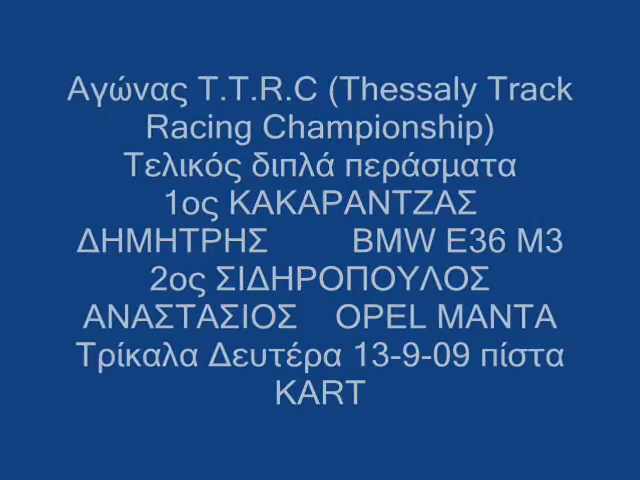 Αγώνας T.T.R.C (Thessaly Track
Racing Championship)
Τελικός διπλά περάσματα
1ος ΚΑΚΑΡΑΝΤΖΑΣ
ΔΗΜΗΤΡΗΣ BMW E36 M3
2ος ΣΙΔΗΡΟΠΟΥΛΟΣ
ΑΝΑΣΤΑΣΙΟΣ OPEL MANTA
Τρίκαλα Δευτέρα 13-9-09 πίστα
KART